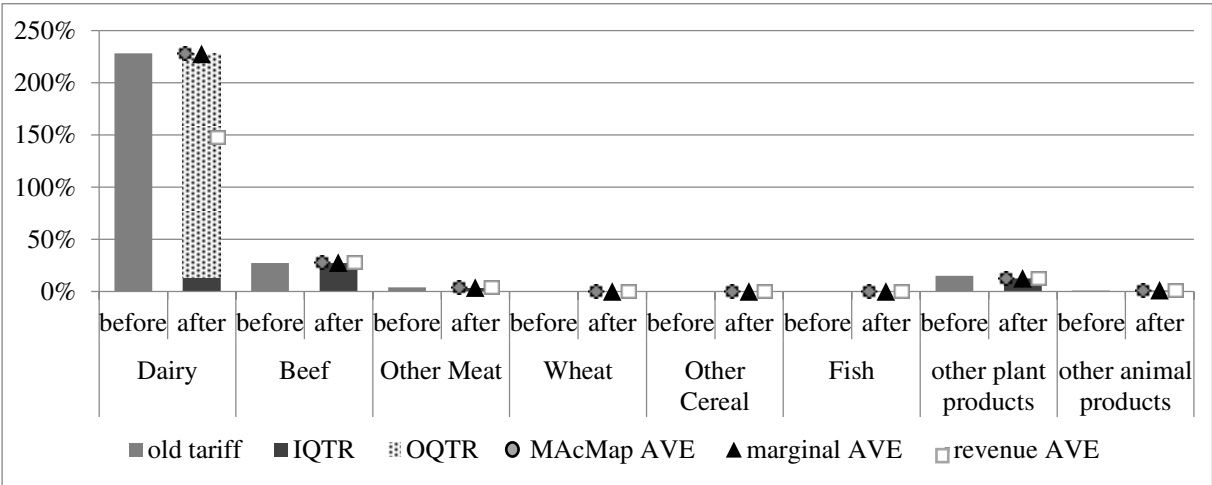 250%
200%
150%
100%
50%
0%
before after before after before after before after before after before after before after before after
Dairy Beef Other Meat Wheat Other Cereal Fish other plant products other animal products
old tariff IQTR OQTR MAcMap AVE marginal AVE revenue AVE